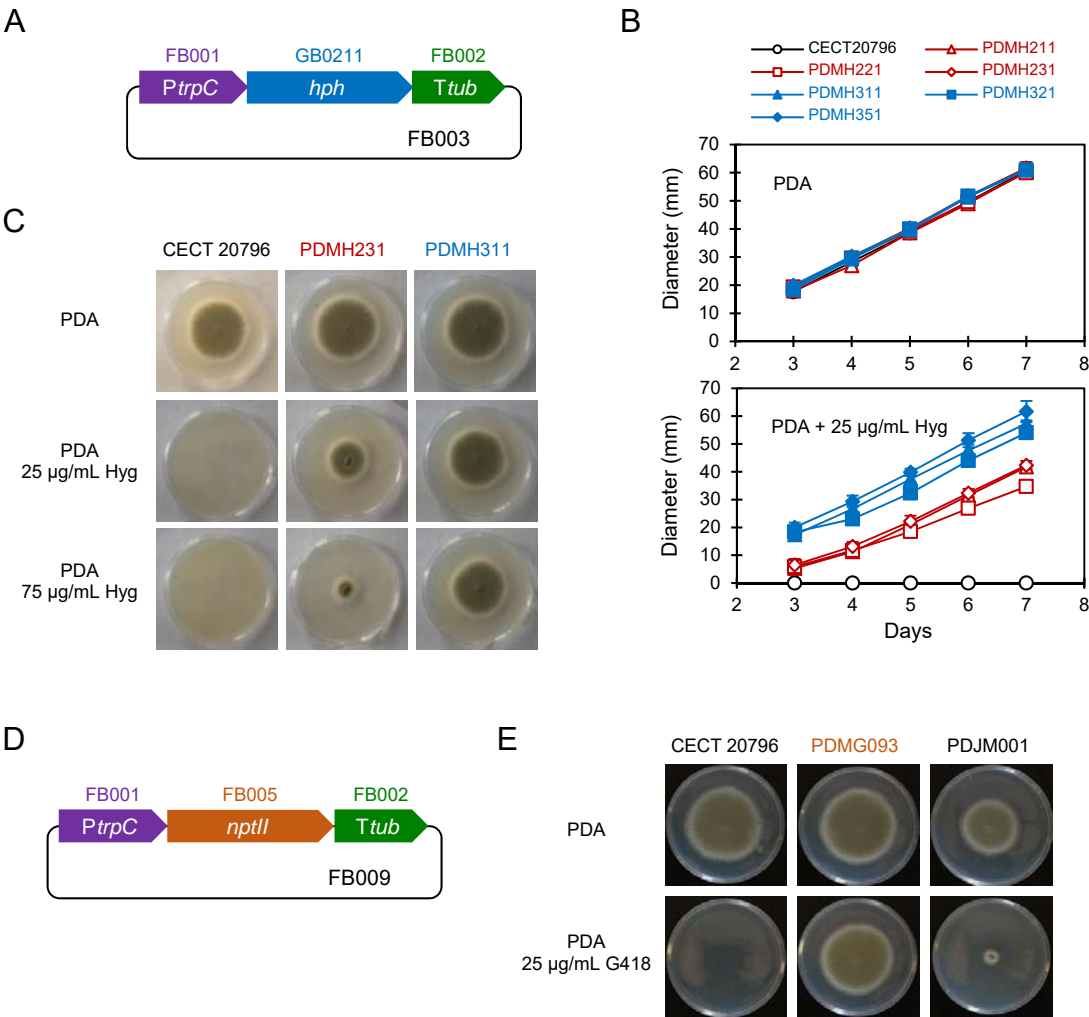 A
FB001 GB0211 FB002
PtrpC hph Ttub
FB003
B
CECT20796 PDMH211
PDMH221 PDMH231
PDMH311 PDMH321
PDMH351
PDA
Diameter (mm)
70
60
50
40
30
20
10
0
2 3 4 5 6 7 8
PDA + 25 µg/mL Hyg
Diameter (mm)
70
60
50
40
30
20
10
0
2 3 4 5 6 7 8
Days
C
CECT 20796 PDMH231 PDMH311
PDA
PDA
25 µg/mL Hyg
PDA
75 µg/mL Hyg
D
FB001 FB005 FB002
PtrpC nptII Ttub
FB009
E
CECT 20796 PDMG093 PDJM001
PDA
PDA
25 µg/mL G418